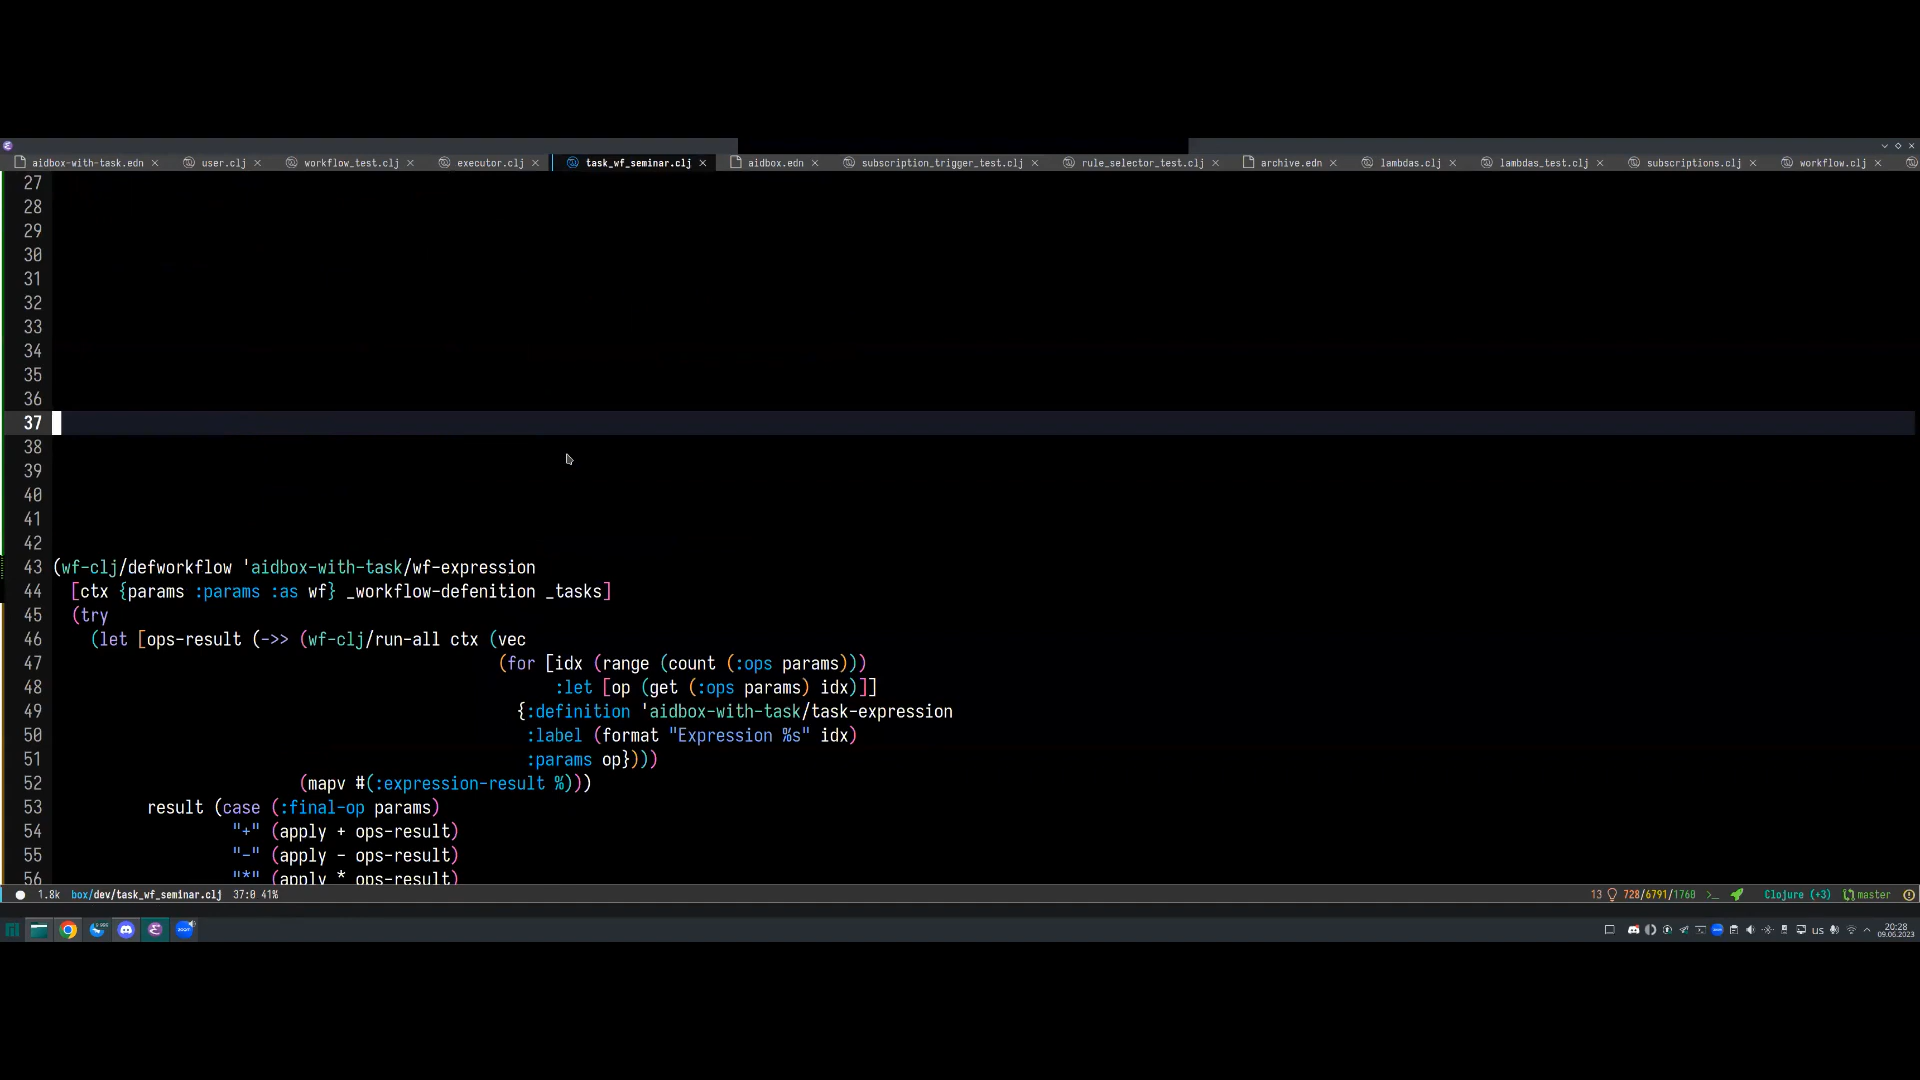 aidbox-with-task.edn × user.clj × workflow_test.clj × executor.clj × task_wf_seminar.clj × aidbox.edn × subscription_trigger_test.clj × rule_selector_test.clj × archive.edn × lambdas.clj × lambdas_test.clj × subscriptions.clj × workflow.clj ×
27
28
29
30
31
32
33
34
35
36
37
38
39
40
41
42
43 (wf-clj/defworkflow 'aidbox-with-task/wf-expression
44 [ctx {params :params :as wf} _workflow-defenition _tasks]
45 (try
46 (let [ops-result (->> (wf-clj/run-all ctx (vec
47 (for [idx (range (count (:ops params)))
48 :let [op (get (:ops params) idx)]]
49 {:definition 'aidbox-with-task/task-expression
50 :label (format "Expression %s" idx)
51 :params op})))
52 (mapv #(:expression-result %)))
53 result (case (:final-op params)
54 "+" (apply + ops-result)
55 "-" (apply - ops-result)
56 "*" (apply * ops-result)
1.8k box/dev/task_wf_seminar.clj 37:0 41% 13 728/6791/1760 Clojure (+3) master
us 20:28
09.06.2023